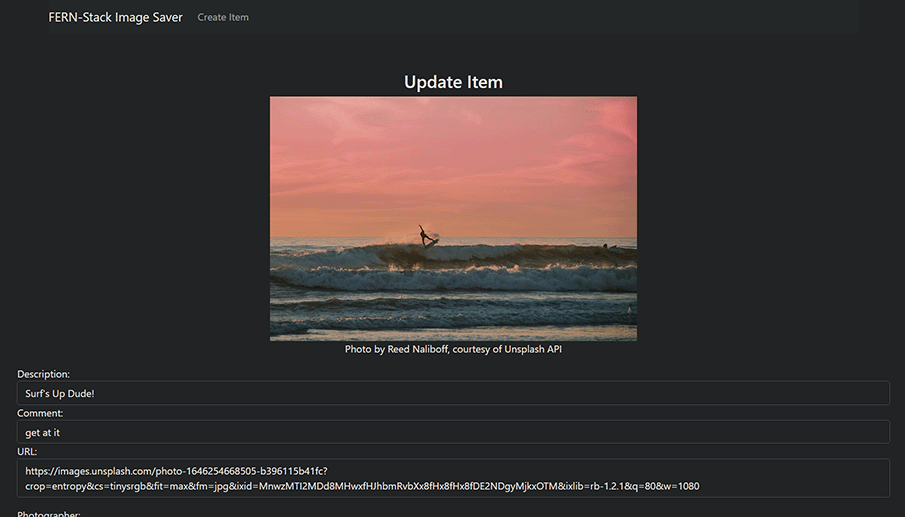 FERN-Stack Image Saver Create Item
Update Item
Photo by Reed Naliboff, courtesy of Unsplash API
Description:
Surf's Up Dude!
Comment:
get at it
URL:
https://images.unsplash.com/photo-1646254668505-b396115b41fc?
crop=entropy&cs=tinysrgb&fit=max&fm=jpg&ixid=MnwzMTI2MDd8MHwxfHJhbmRvbXx8fHx8fHx8fDE2NDgyMjkxOTM&ixlib=rb-1.2.1&q=80&w=1080
Photographer: